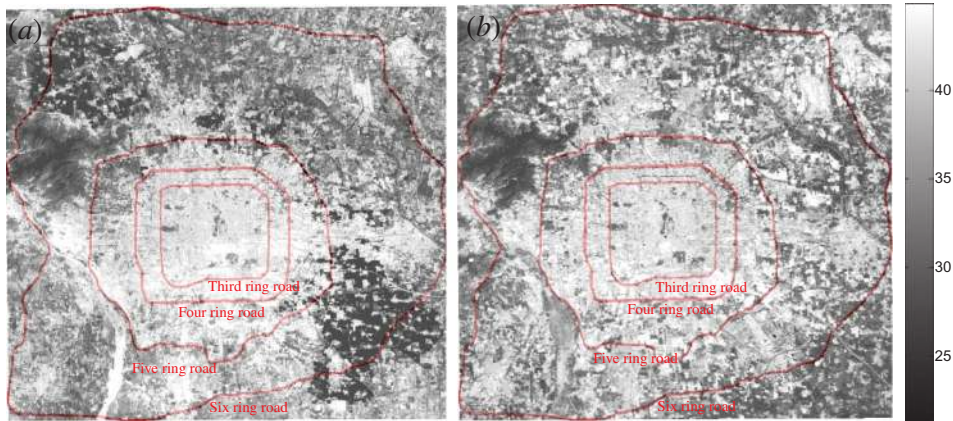 (a)
Third ring road
Four ring road
Five ring road
Six ring road
(b)
Third ring road
Four ring road
Five ring road
Six ring road
40
35
30
25